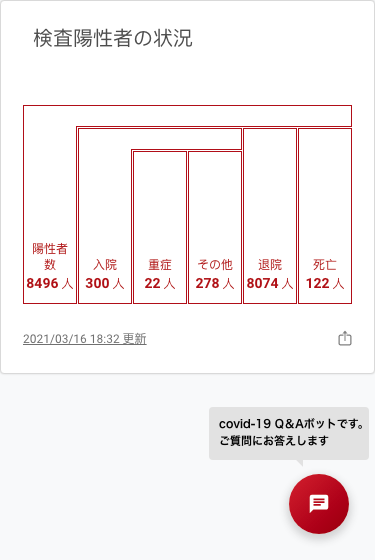 検査陽性者の状況
陽性者
数
8496 人
入院
300 人
重症
22 人
その他
278 人
退院
8074 人
死亡
122 人
2021/03/16 18:32 更新
covid-19 Q&Aボットです。
ご質問にお答えします